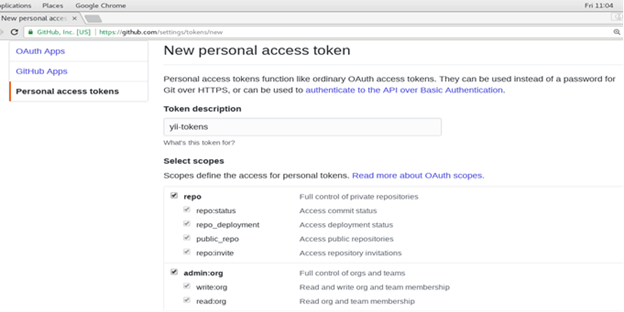 plications Places Google Chrome Fri 11:04
New personal acces ×
GitHub, Inc. [US] https://github.com/settings/tokens/new
OAuth Apps
GitHub Apps
Personal access tokens
New personal access token
Personal access tokens function like ordinary OAuth access tokens. They can be used instead of a password for
Git over HTTPS, or can be used to authenticate to the API over Basic Authentication.
Token description
yii-tokens
What's this token for?
Select scopes
Scopes define the access for personal tokens. Read more about OAuth scopes.
repo Full control of private repositories
repo:status Access commit status
repo_deployment Access deployment status
public_repo Access public repositories
repo:invite Access repository invitations
admin:org Full control of orgs and teams
write:org Read and write org and team membership
read:org Read org and team membership